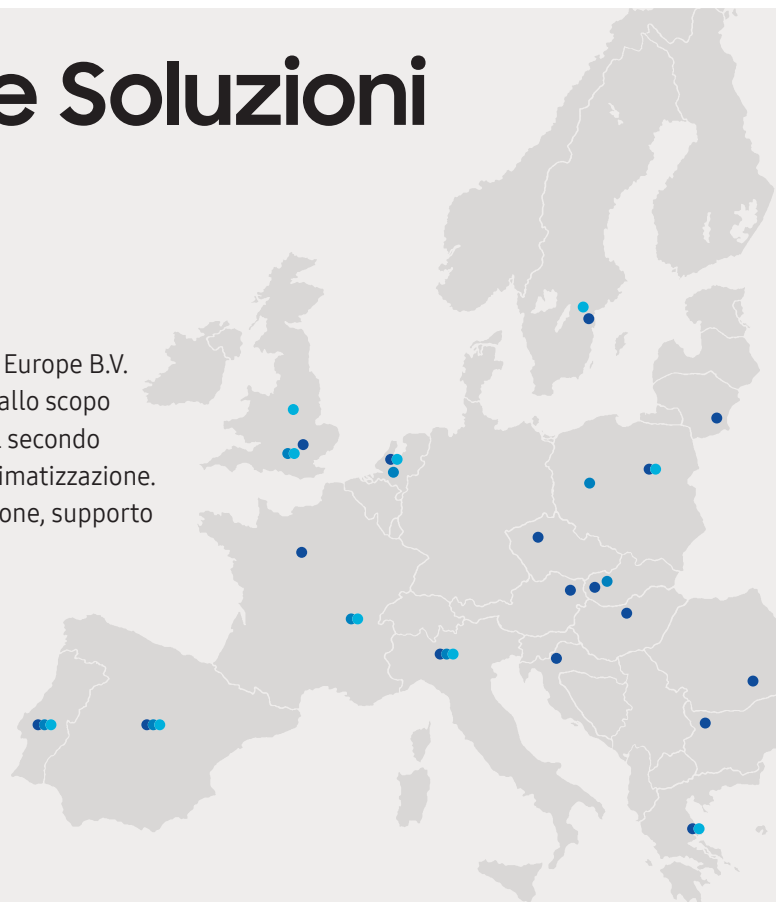 e Soluzioni
Europe B.V.
allo scopo
secondo
imatizzazione.
one, supporto